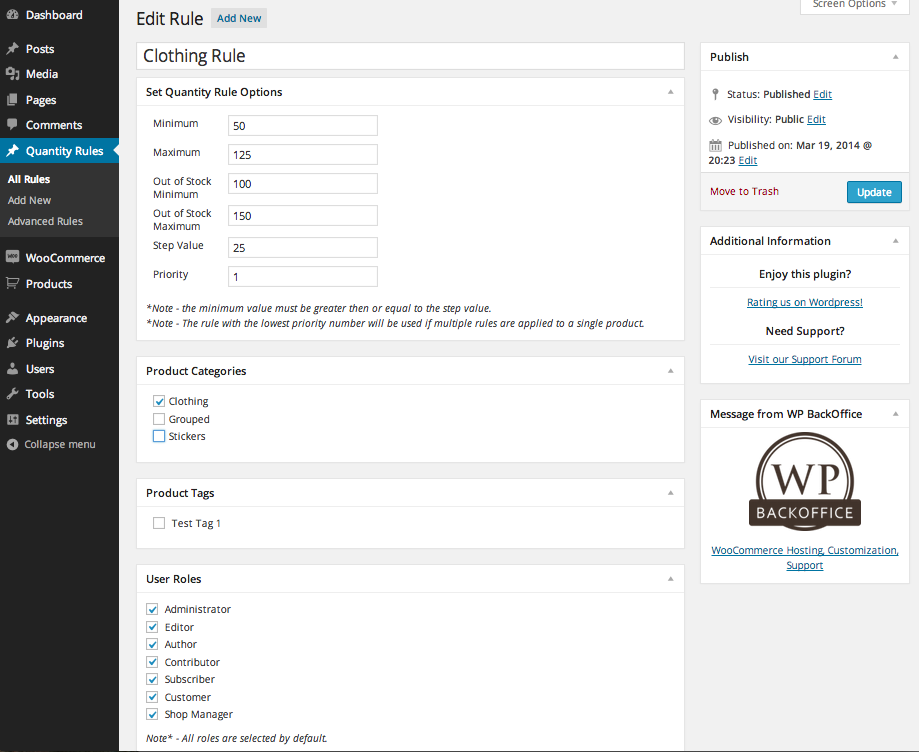 Dashboard
Posts
Media
Pages
Comments
Quantity Rules
All Rules
Add New
Advanced Rules
WooCommerce
Products
Appearance
Plugins
Users
Tools
Settings
Collapse menu
Screen Options
Edit Rule Add New
Clothing Rule
Set Quantity Rule Options
Minimum 50
Maximum 125
Out of Stock
Minimum 100
Out of Stock
Maximum 150
Step Value 25
Priority 1
*Note - the minimum value must be greater then or equal to the step value.
*Note - The rule with the lowest priority number will be used if multiple rules are applied to a single product.
Product Categories
Clothing
Grouped
Stickers
Product Tags
Test Tag 1
User Roles
Administrator
Editor
Author
Contributor
Subscriber
Customer
Shop Manager
Note* - All roles are selected by default.
Publish
Status: Published Edit
Visibility: Public Edit
Published on: Mar 19, 2014 @
20:23 Edit
Move to Trash Update
Additional Information
Enjoy this plugin?
Rating us on Wordpress!
Need Support?
Visit our Support Forum
Message from WP BackOffice
WP
BACKOFFICE
WooCommerce Hosting, Customization,
Support